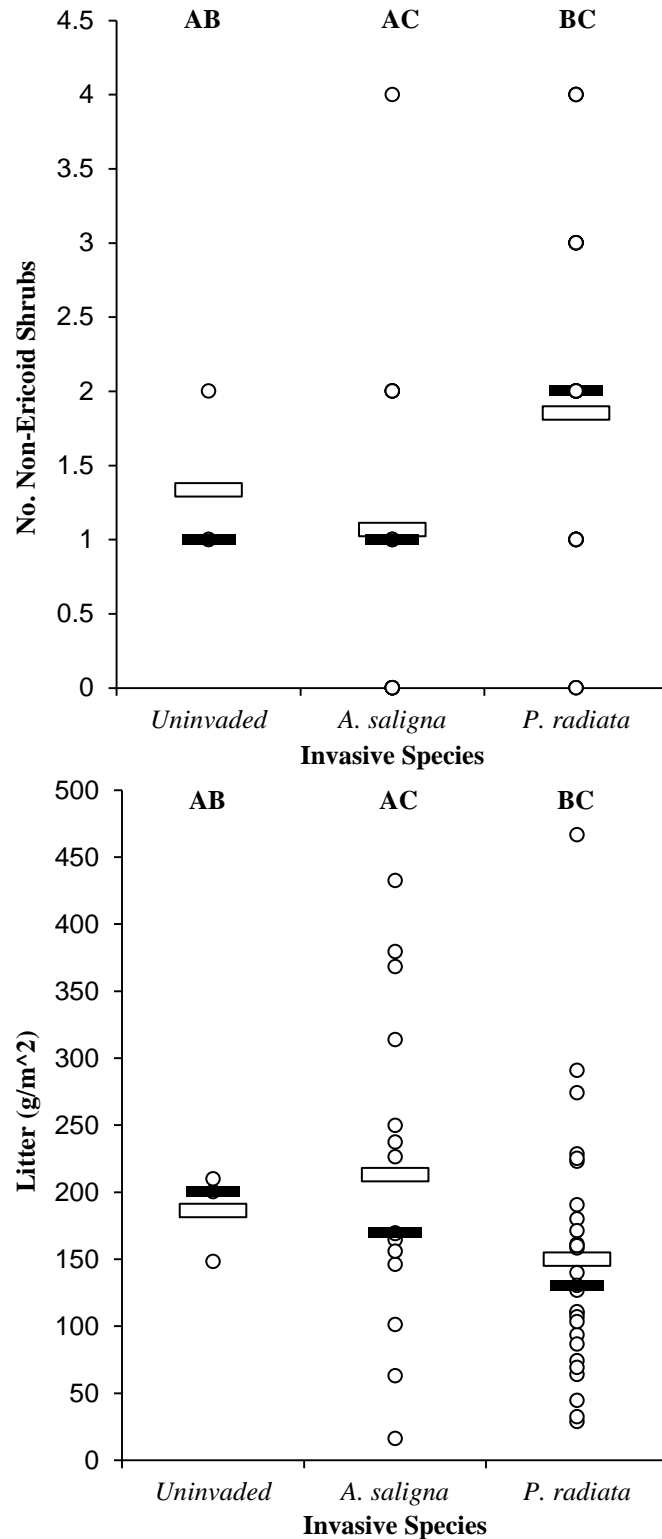 AB AC BC
4.5
4
3.5
3
2.5
2
1.5
1
0.5
0
No. Non-Ericoid Shrubs
Uninvaded A. saligna P. radiata
Invasive Species
AB AC BC
500
450
400
350
300
250
200
150
100
50
0
Litter (g/m^2)
Uninvaded A. saligna P. radiata
Invasive Species